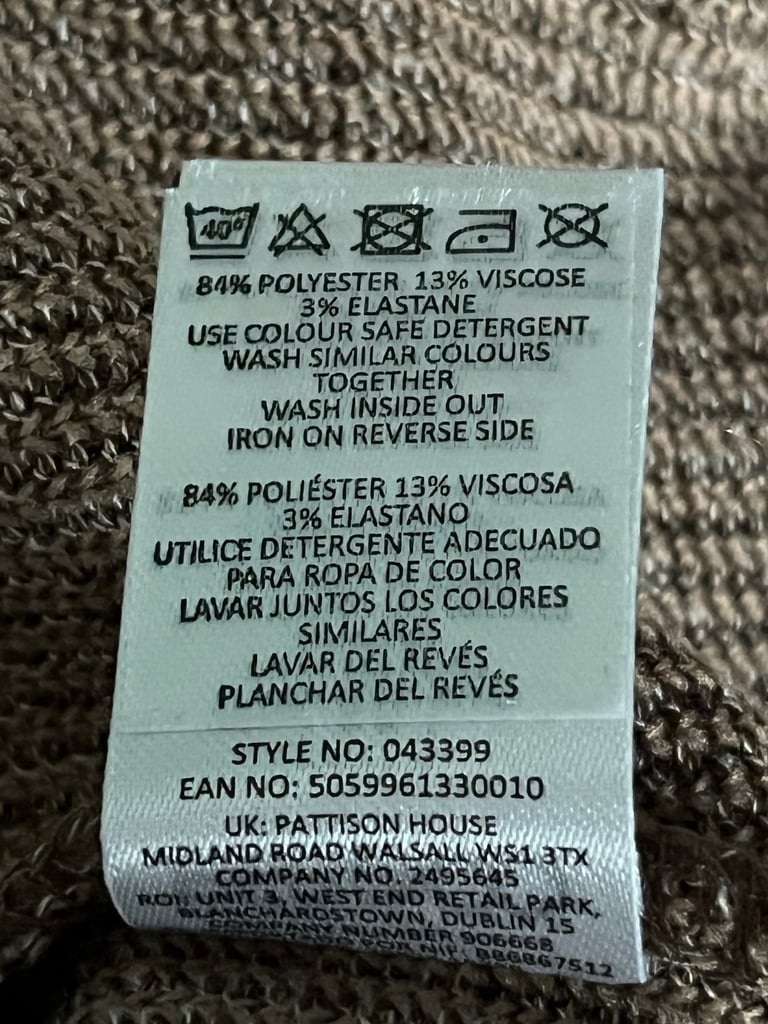 40°
84% POLYESTER 13% VISCOSE
3% ELASTANE
USE COLOUR SAFE DETERGENT
WASH SIMILAR COLOURS
TOGETHER
WASH INSIDE OUT
IRON ON REVERSE SIDE
84% POLIÉSTER 13% VISCOSA
3% ELASTANO
UTILICE DETERGENTE ADECUADO
PARA ROPA DE COLOR
LAVAR JUNTOS LOS COLORES
SIMILARES
LAVAR DEL REVÉS
PLANCHAR DEL REVÉS
STYLE NO: 043399
EAN NO: 5059961330010
UK: PATTISON HOUSE
MIDLAND ROAD WALSALL WS1 3TX
COMPANY NO. 2495645
ROI: UNIT 3, WEST END RETAIL PARK,
BLANCHARDSTOWN, DUBLIN 15
COMPANY NUMBER 906668
POR NIF: